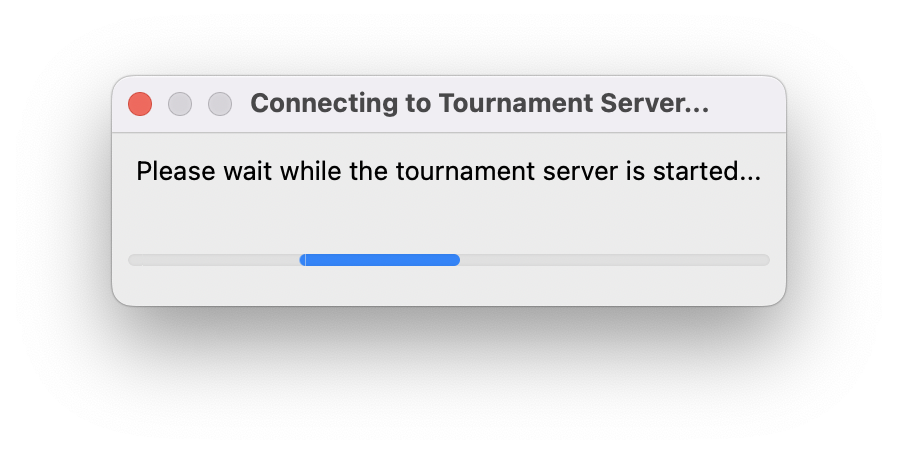 Connecting to Tournament Server...
Please wait while the tournament server is started...